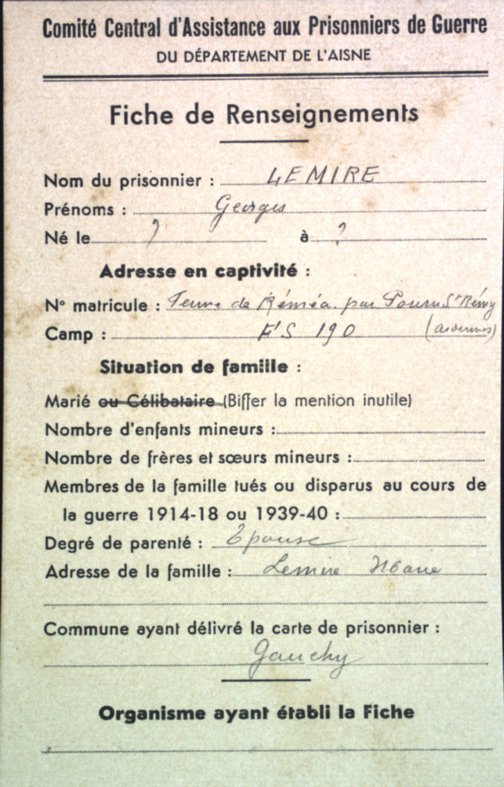 Comité Central d'Assistance aux Prisonniers de Guerre
DU DÉPARTEMENT DE L'AISNE
Fiche de Renseignements
Nom du prisonnier : LEMIRE
Prénoms : Georges
Né le ? à ?
Adresse en captivité :
N° matricule : Ferme de par Pouru St Rémy
Camp : FS 190 (Ardennes)
Situation de famille :
Marié ou Célibataire (Biffer la mention inutile)
Nombre d'enfants mineurs :
Nombre de frères et sœurs mineurs :
Membres de la famille tués ou disparus au cours de
la guerre 1914-18 ou 1939-40 :
Degré de parenté : Epouse
Adresse de la famille : Lemire
Commune ayant délivré la carte de prisonnier :
Gauchy
Organisme ayant établi la Fiche